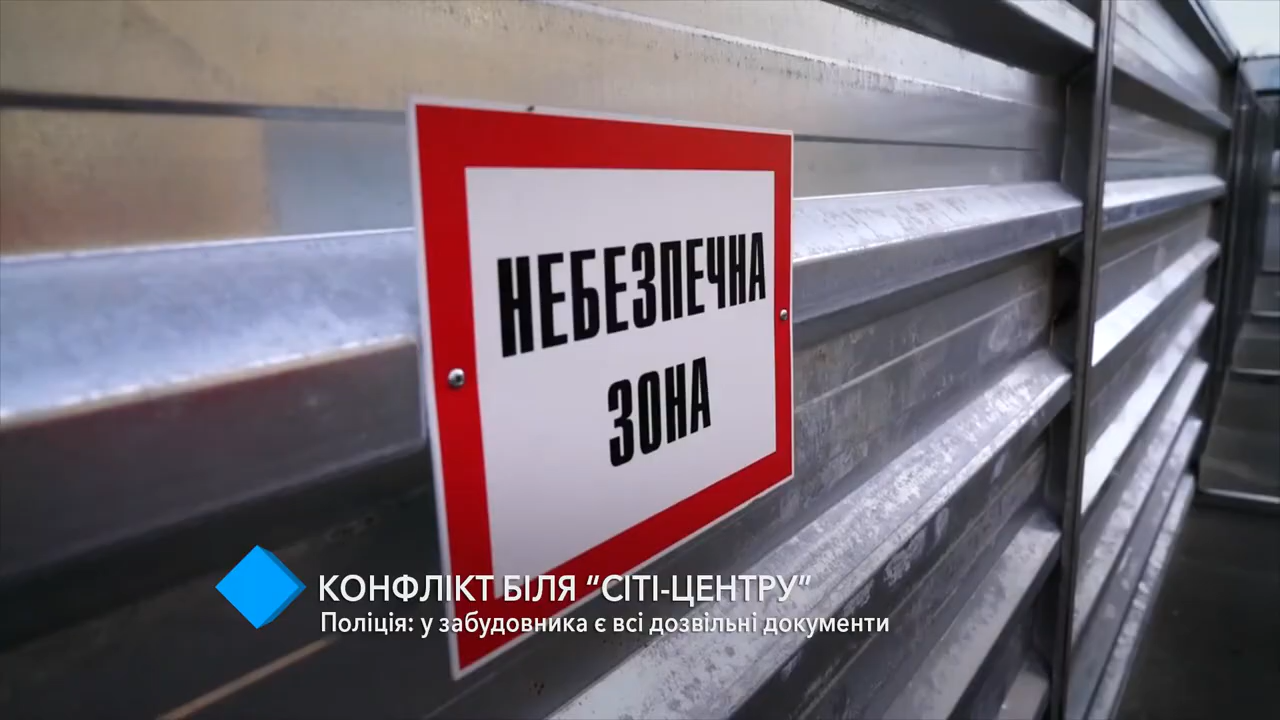 НЕБЕЗПЕЧНА
ЗОНА
КОНФЛІКТ БІЛЯ “СІТІ-ЦЕНТРУ”
Поліція: у забудовника є всі дозвільні документи